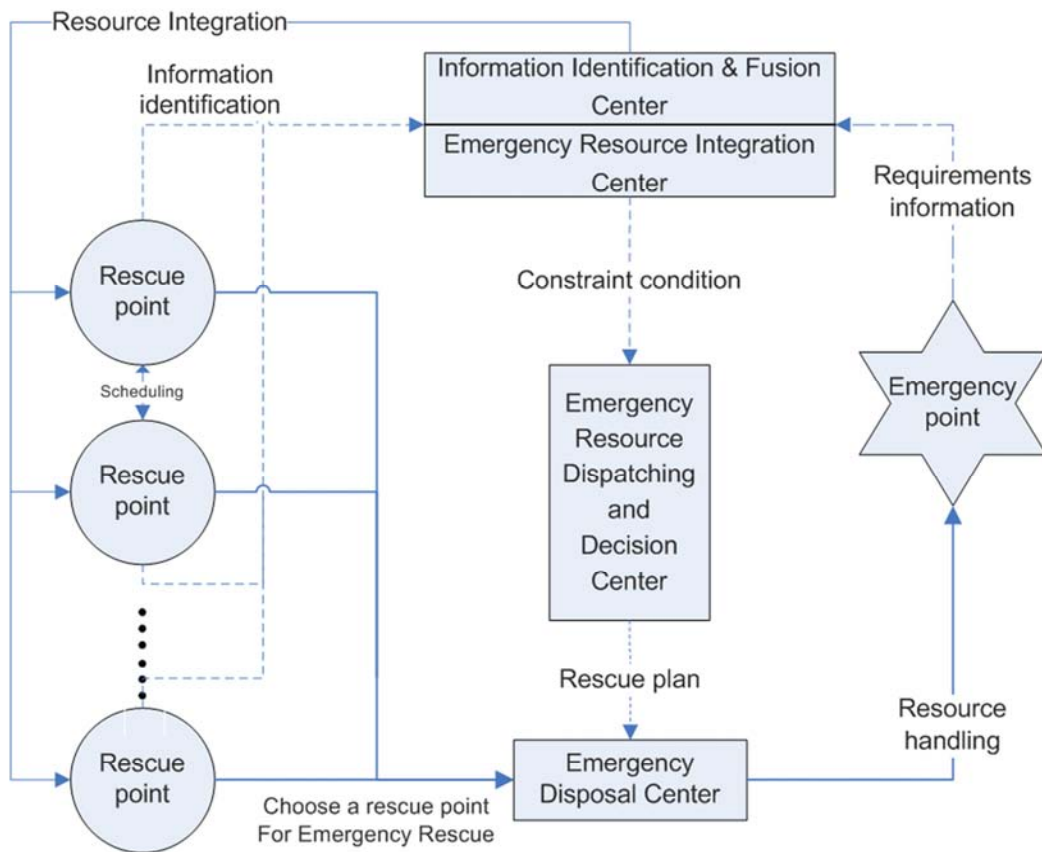 Resource Integration
Information
identification
Information Identification & Fusion
Center
Emergency Resource Integration
Center
Requirements
information
Rescue
point
Constraint condition
Scheduling
Emergency
point
Emergency
Resource
Dispatching
and
Decision
Center
Rescue
point
Rescue plan
Resource
handling
Rescue
point
Emergency
Disposal Center
Choose a rescue point
For Emergency Rescue